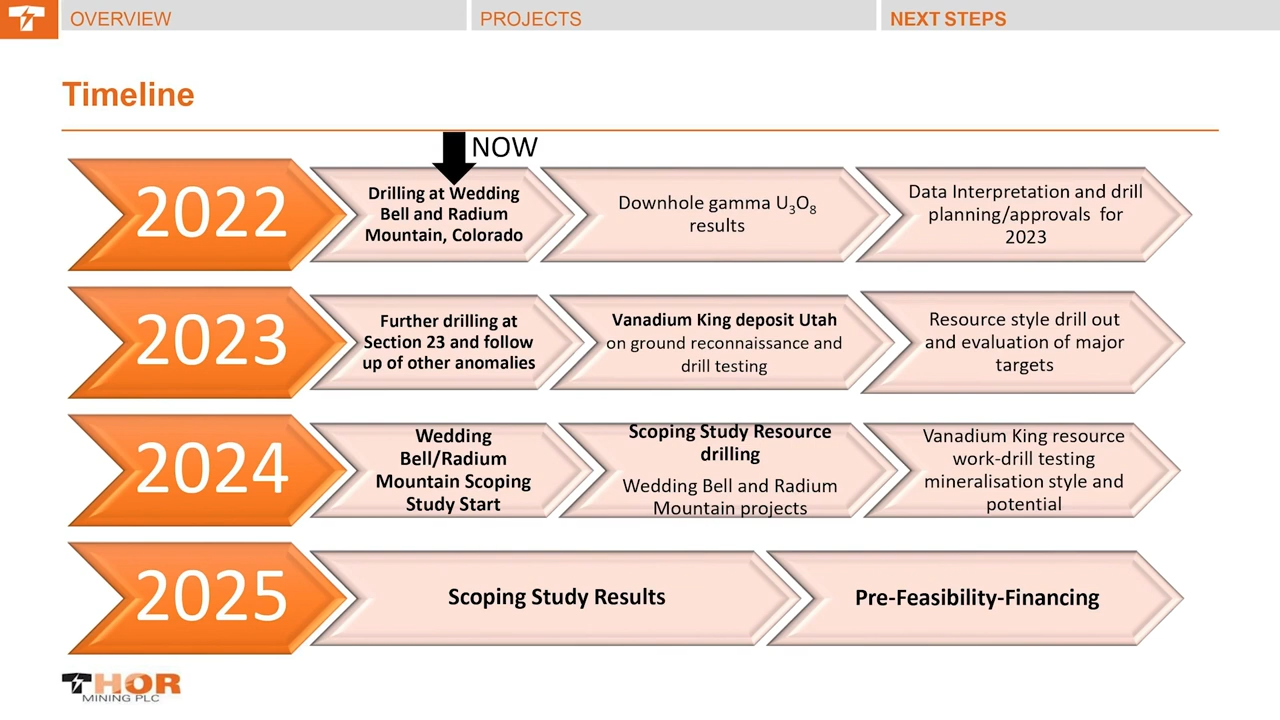 OVERVIEW
PROJECTS
NEXT STEPS
Timeline
NOW
2022
Drilling at Wedding
Bell and Radium
Mountain, Colorado
Downhole gamma U₃O₈
results
Data Interpretation and drill
planning/approvals for
2023
2023
Further drilling at
Section 23 and follow
up of other anomalies
Vanadium King deposit Utah
on ground reconnaissance and
drill testing
Resource style drill out
and evaluation of major
targets
2024
Wedding
Bell/Radium
Mountain Scoping
Study Start
Scoping Study Resource
drilling
Wedding Bell and Radium
Mountain projects
Vanadium King resource
work-drill testing
mineralisation style and
potential
2025
Scoping Study Results
Pre-Feasibility-Financing
THOR
MINING PLC